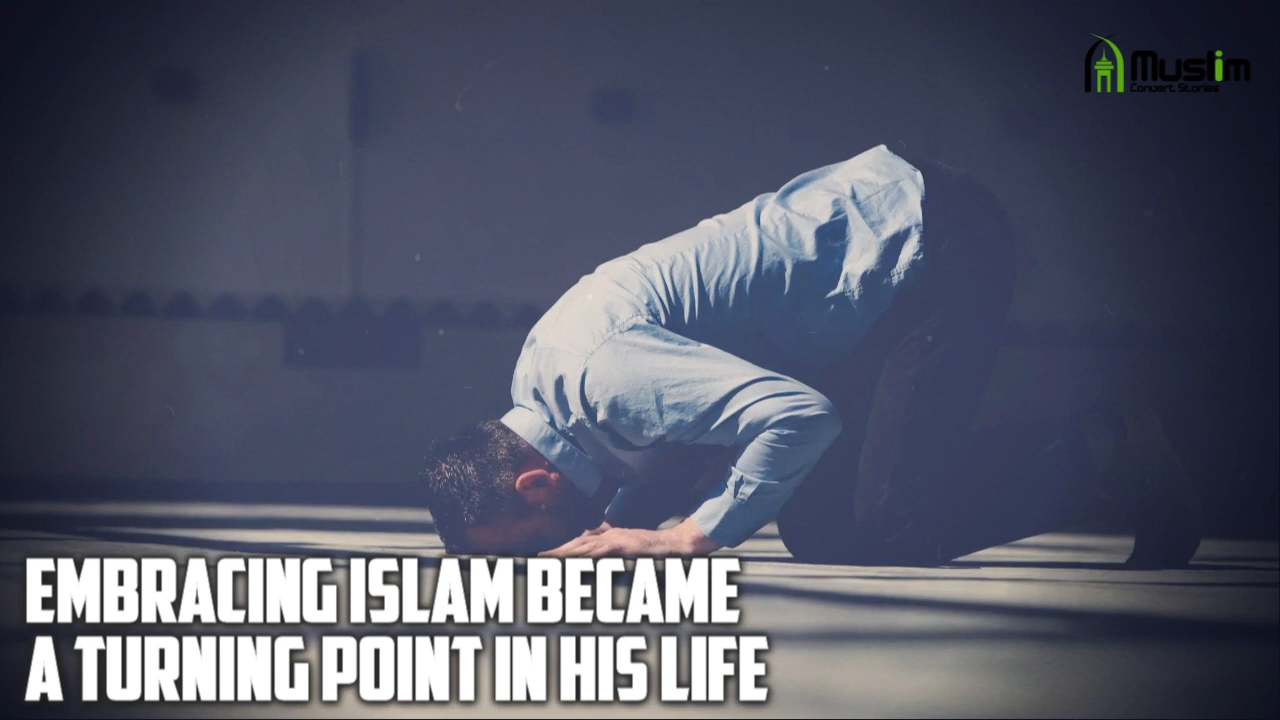 Muslim
Convert Stories
EMBRACING ISLAM BECAME
A TURNING POINT IN HIS LIFE